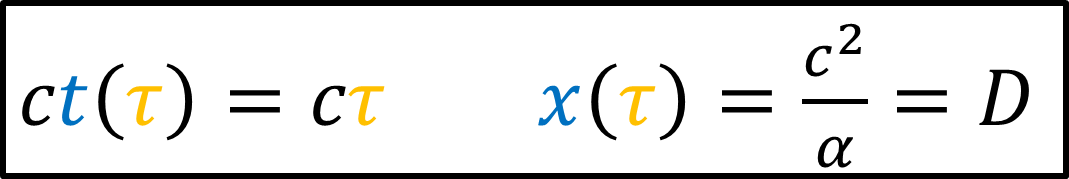 ct(τ) = cτ x(τ) = c²/α = D